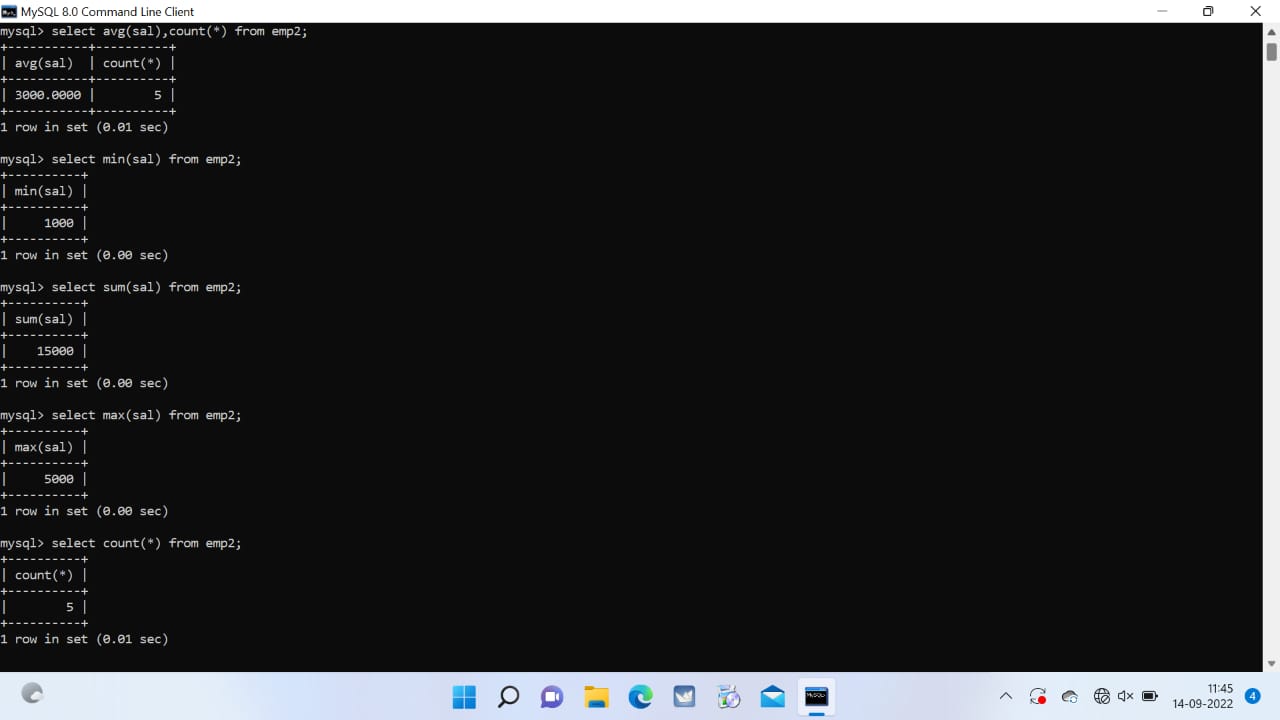 MySQL 8.0 Command Line Client
mysql> select avg(sal),count(*) from emp2;
+-----------+----------+
| avg(sal)  | count(*) |
+-----------+----------+
| 3000.0000 |        5 |
+-----------+----------+
1 row in set (0.01 sec)
mysql> select min(sal) from emp2;
+----------+
| min(sal) |
+----------+
|     1000 |
+----------+
1 row in set (0.00 sec)
mysql> select sum(sal) from emp2;
+----------+
| sum(sal) |
+----------+
|    15000 |
+----------+
1 row in set (0.00 sec)
mysql> select max(sal) from emp2;
+----------+
| max(sal) |
+----------+
|     5000 |
+----------+
1 row in set (0.00 sec)
mysql> select count(*) from emp2;
+----------+
| count(*) |
+----------+
|        5 |
+----------+
1 row in set (0.01 sec)
11:45
14-09-2022
4